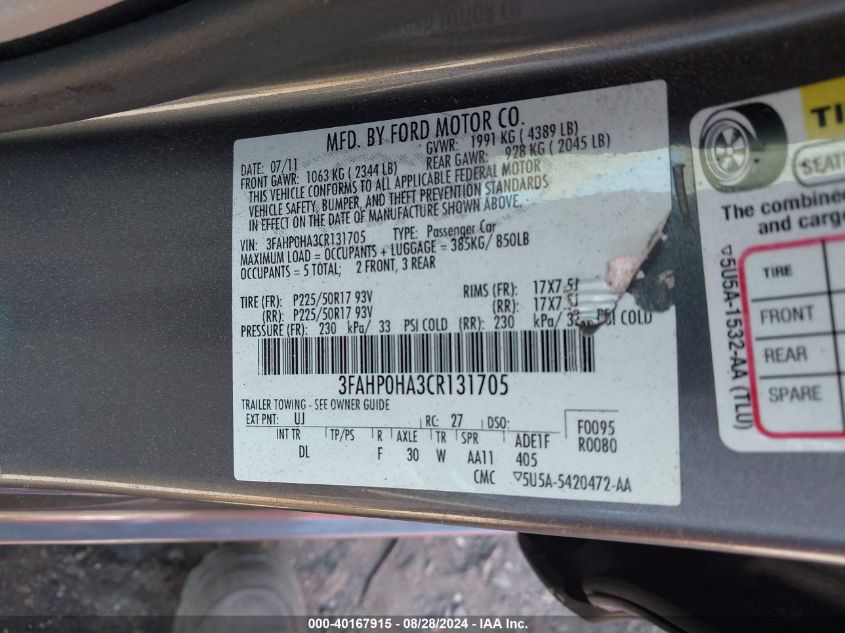 MFD. BY FORD MOTOR CO.
DATE: 07/11 GVWR: 1991 KG ( 4389 LB)
FRONT GAWR: 1063 KG ( 2344 LB) REAR GAWR: 928 KG ( 2045 LB)
THIS VEHICLE CONFORMS TO ALL APPLICABLE FEDERAL MOTOR
VEHICLE SAFETY, BUMPER, AND THEFT PREVENTION STANDARDS
IN EFFECT ON THE DATE OF MANUFACTURE SHOWN ABOVE.
VIN: 3FAHP0HA3CR131705 TYPE: Passenger Car
MAXIMUM LOAD = OCCUPANTS + LUGGAGE = 385KG/ 850LB
OCCUPANTS = 5 TOTAL; 2 FRONT, 3 REAR
TIRE (FR): P225/50R17 93V RIMS (FR): 17X7.5J
(RR): P225/50R17 93V (RR): 17X7.5J
PRESSURE (FR): 230 kPa/ 33 PSI COLD (RR): 230 kPa/ 33 PSI COLD
3FAHP0HA3CR131705
TRAILER TOWING - SEE OWNER GUIDE
EXT PNT: UJ RC: 27 DSO: F0095
INT TR TP/PS R AXLE TR SPR ADE1F R0080
DL F 30 W AA11 405
CMC ▽5U5A-5420472-AA
TI
SEATI
The combined
and cargo
TIRE
FRONT
REAR
SPARE
▽5U5A-1532-AA (TLU)
000-40167915 - 08/28/2024 - IAA Inc.